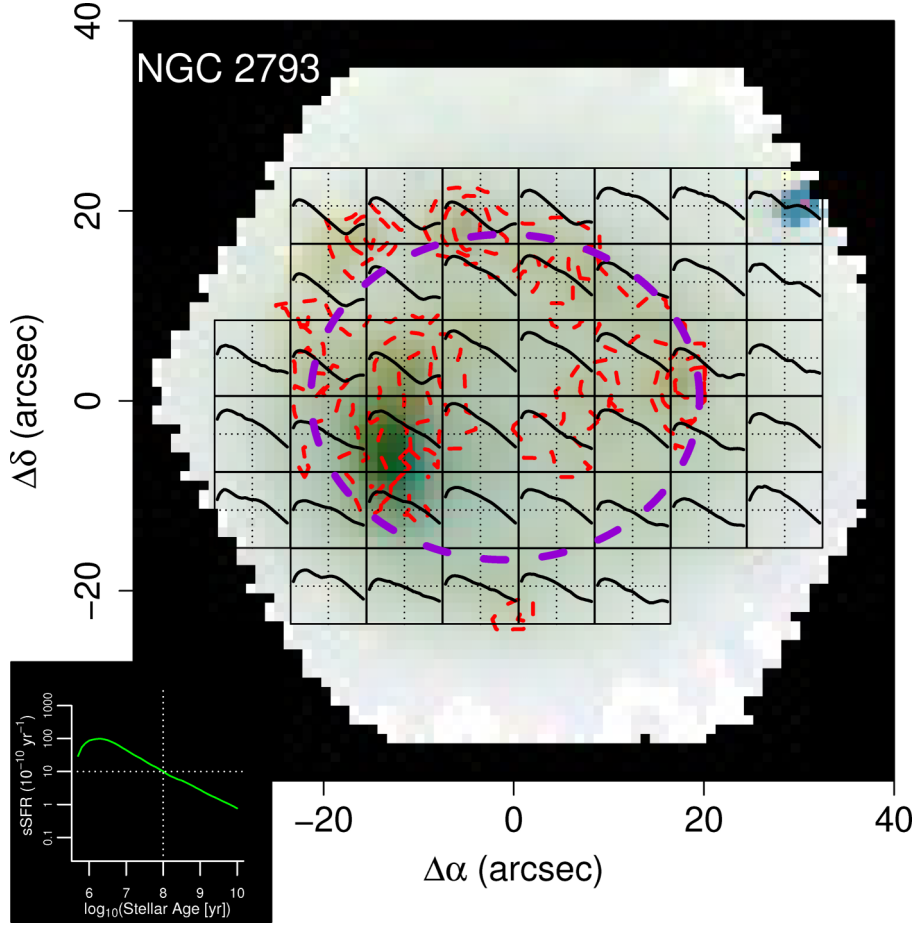 NGC 2793
40
20
0
−20
Δδ (arcsec)
−20 0 20 40
Δα (arcsec)
1000
100
10
1
0.1
sSFR (10⁻¹⁰ yr⁻¹)
6 7 8 9 10
log₁₀(Stellar Age [yr])